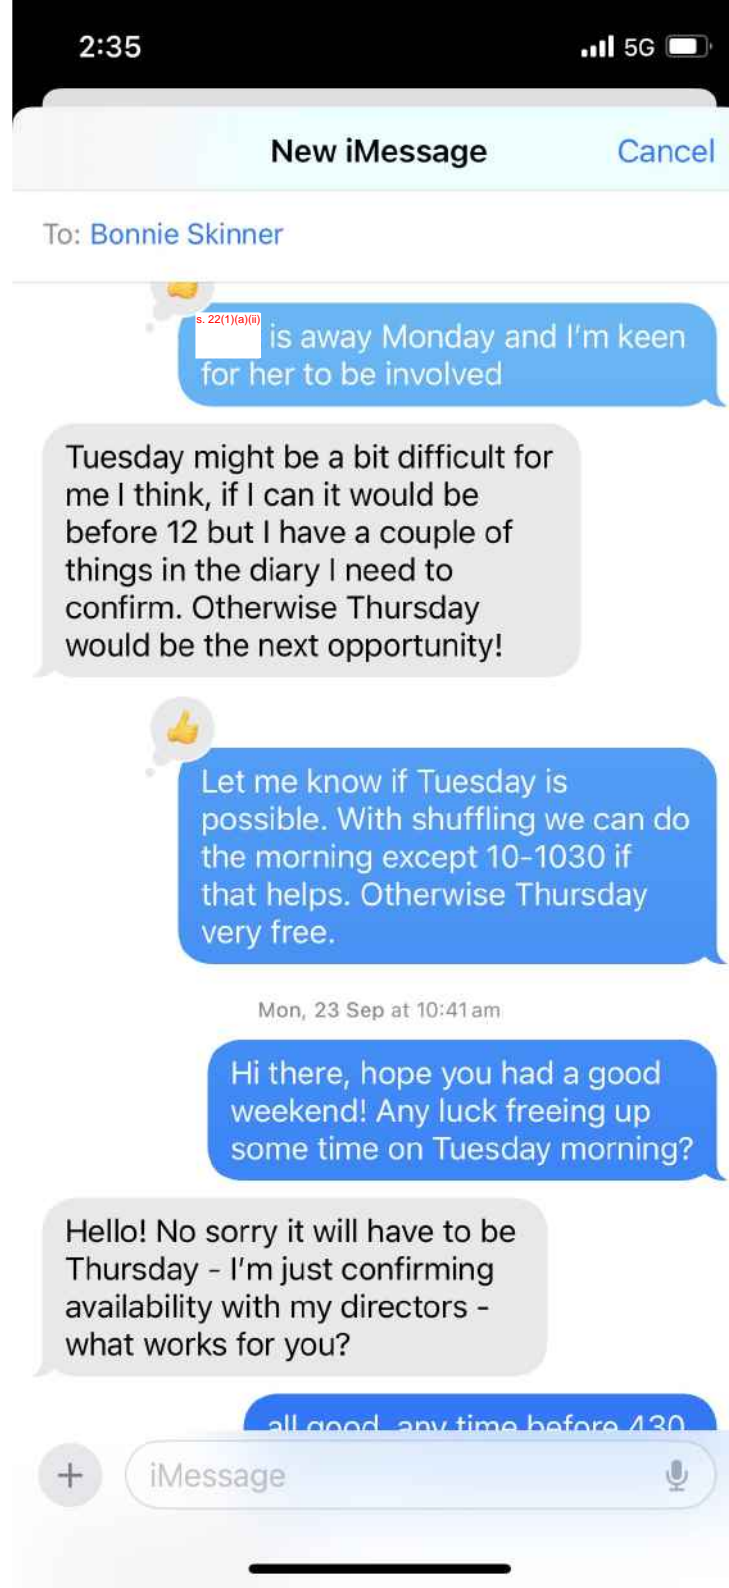 2:35
5G
New iMessage
Cancel
To: Bonnie Skinner
s. 22(1)(a)(ii)
is away Monday and I'm keen
for her to be involved
Tuesday might be a bit difficult for
me I think, if I can it would be
before 12 but I have a couple of
things in the diary I need to
confirm. Otherwise Thursday
would be the next opportunity!
Let me know if Tuesday is
possible. With shuffling we can do
the morning except 10-1030 if
that helps. Otherwise Thursday
very free.
Mon, 23 Sep at 10:41 am
Hi there, hope you had a good
weekend! Any luck freeing up
some time on Tuesday morning?
Hello! No sorry it will have to be
Thursday - I'm just confirming
availability with my directors -
what works for you?
all good, any time before 430
iMessage